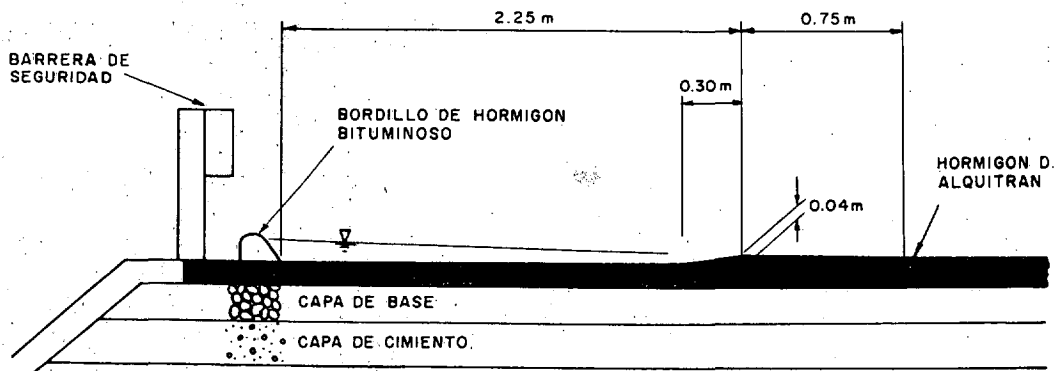 2.25 m
0.75 m
BARRERA DE
SEGURIDAD
0.30 m
BORDILLO DE HORMIGON
BITUMINOSO
HORMIGON D.
ALQUITRAN
0.04 m
CAPA DE BASE
CAPA DE CIMIENTO.